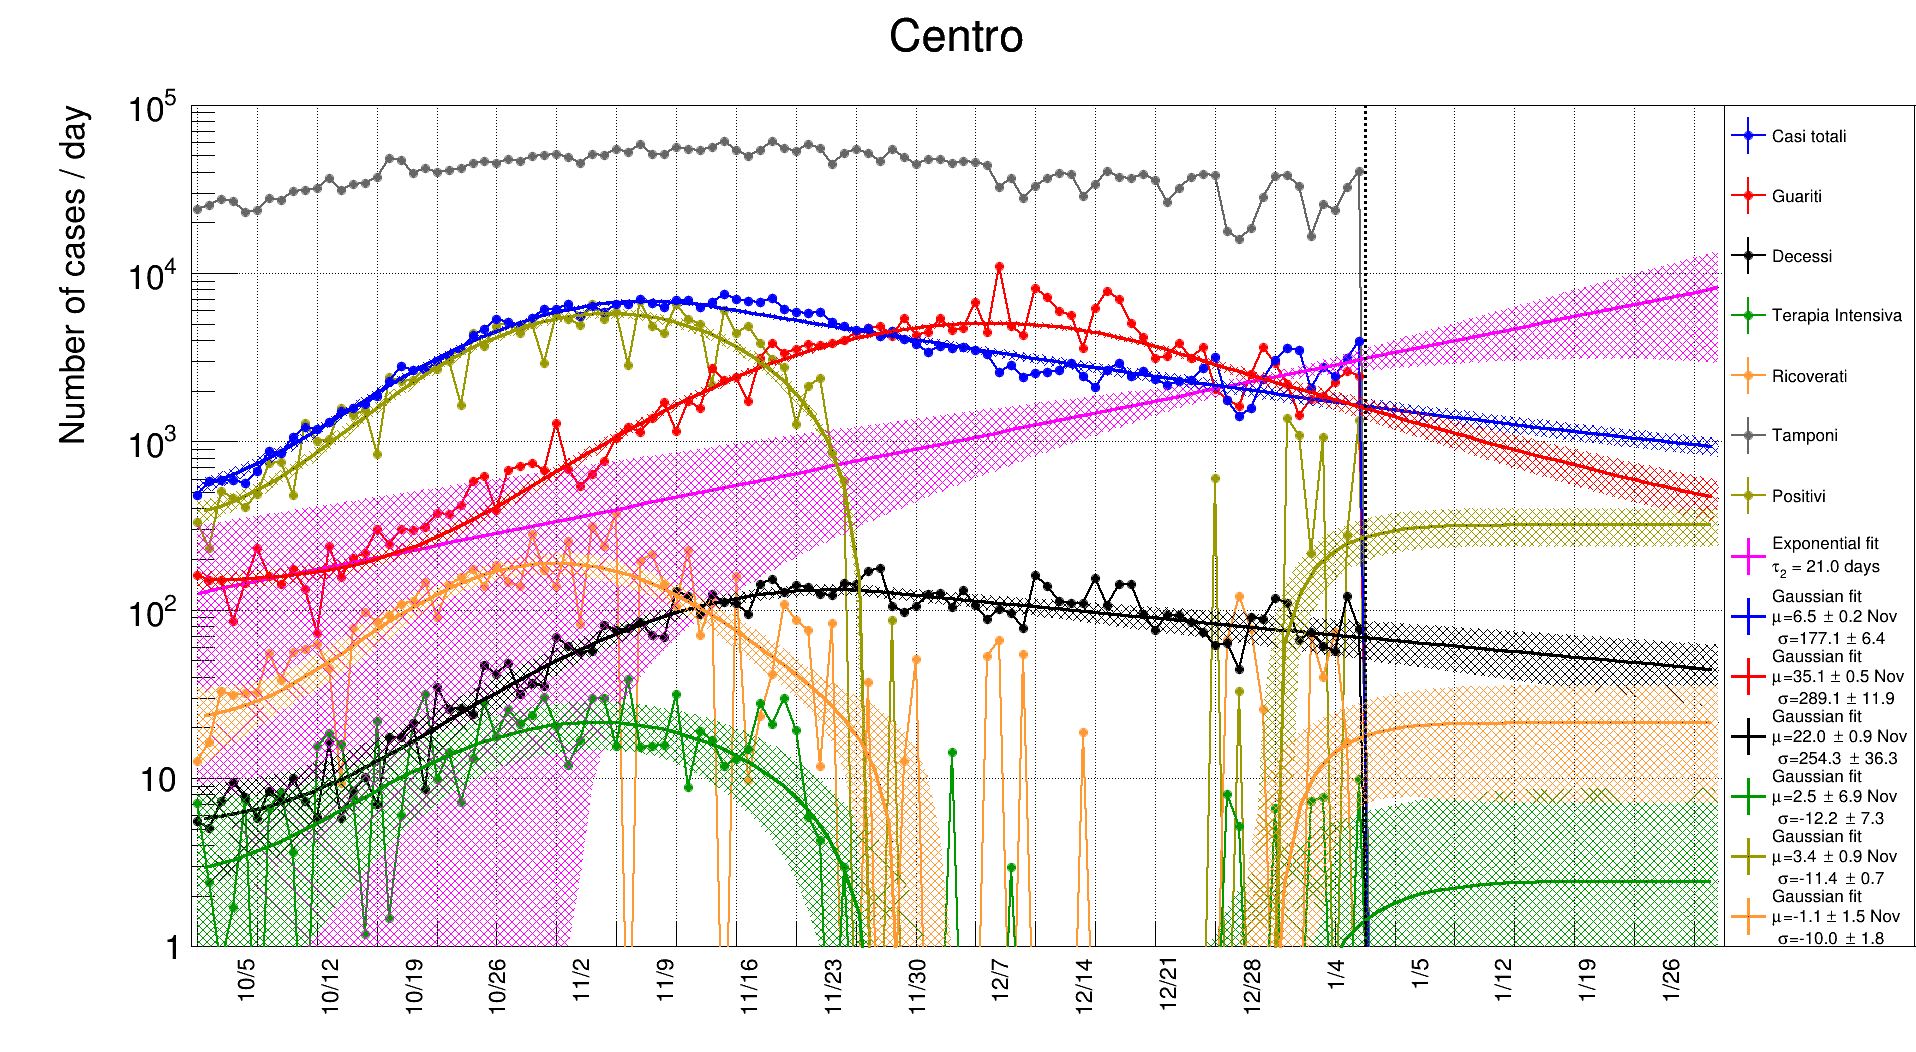 Centro
Number of cases / day
10^5
10^4
10^3
10^2
10
1
10/5
10/12
10/19
10/26
11/2
11/9
11/16
11/23
11/30
12/7
12/14
12/21
12/28
1/4
1/5
1/12
1/19
1/26
Casi totali
Guariti
Decessi
Terapia Intensiva
Ricoverati
Tamponi
Positivi
Exponential fit
τ₂ = 21.0 days
Gaussian fit
μ=6.5 ± 0.2 Nov
σ=177.1 ± 6.4
Gaussian fit
μ=35.1 ± 0.5 Nov
σ=289.1 ± 11.9
Gaussian fit
μ=22.0 ± 0.9 Nov
σ=254.3 ± 36.3
Gaussian fit
μ=2.5 ± 6.9 Nov
σ=-12.2 ± 7.3
Gaussian fit
μ=3.4 ± 0.9 Nov
σ=-11.4 ± 0.7
Gaussian fit
μ=-1.1 ± 1.5 Nov
σ=-10.0 ± 1.8